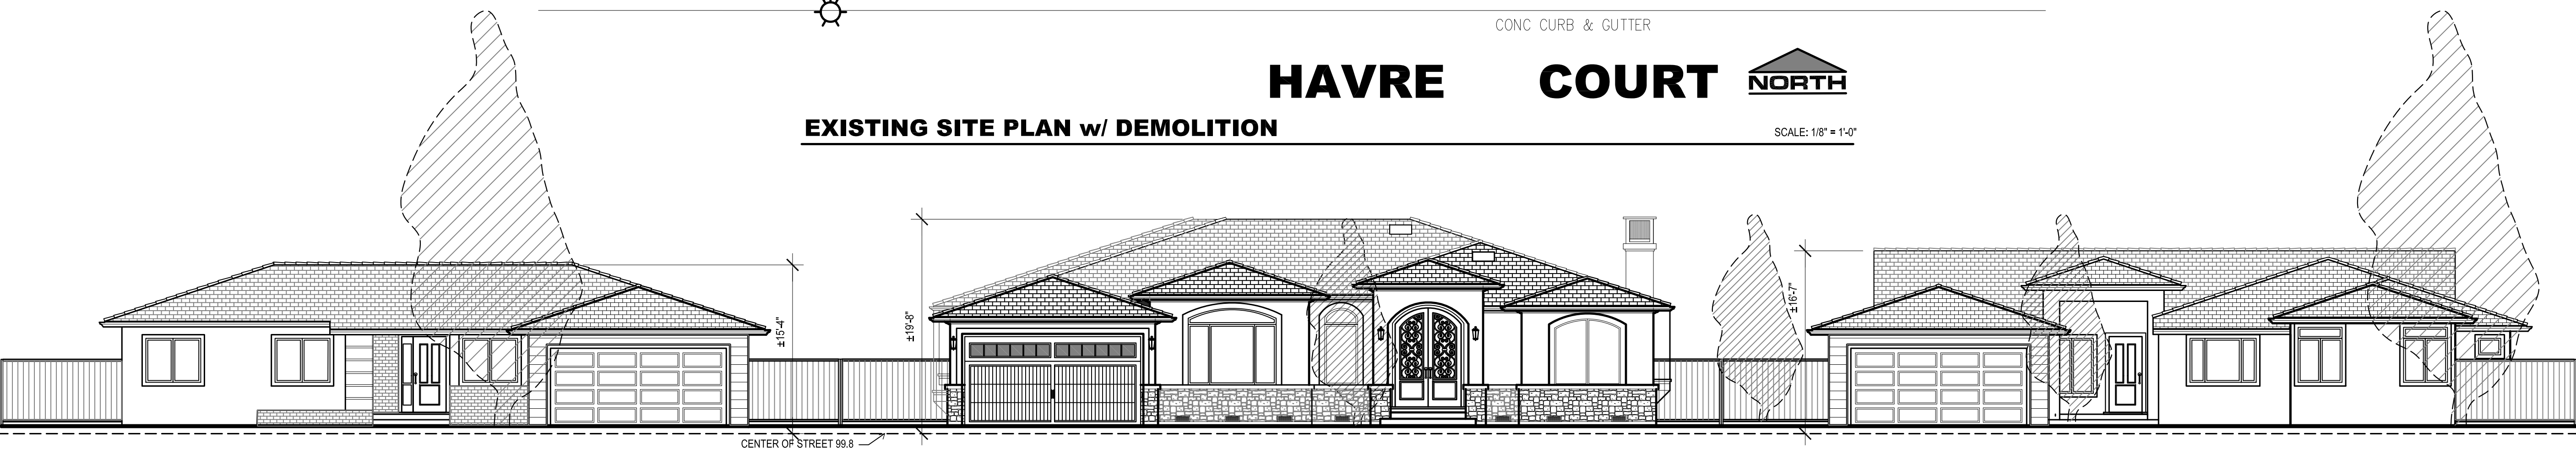 CONC CURB & GUTTER
HAVRE COURT
NORTH
EXISTING SITE PLAN w/ DEMOLITION
SCALE: 1/8" = 1'-0"
±15'-4"
±19'-8"
±16'-7"
CENTER OF STREET 99.8